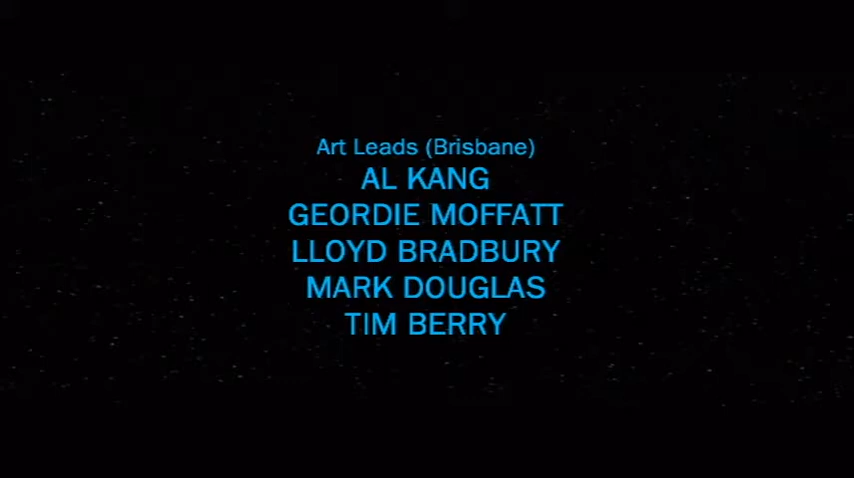 Art Leads (Brisbane)
AL KANG
GEORDIE MOFFATT
LLOYD BRADBURY
MARK DOUGLAS
TIM BERRY